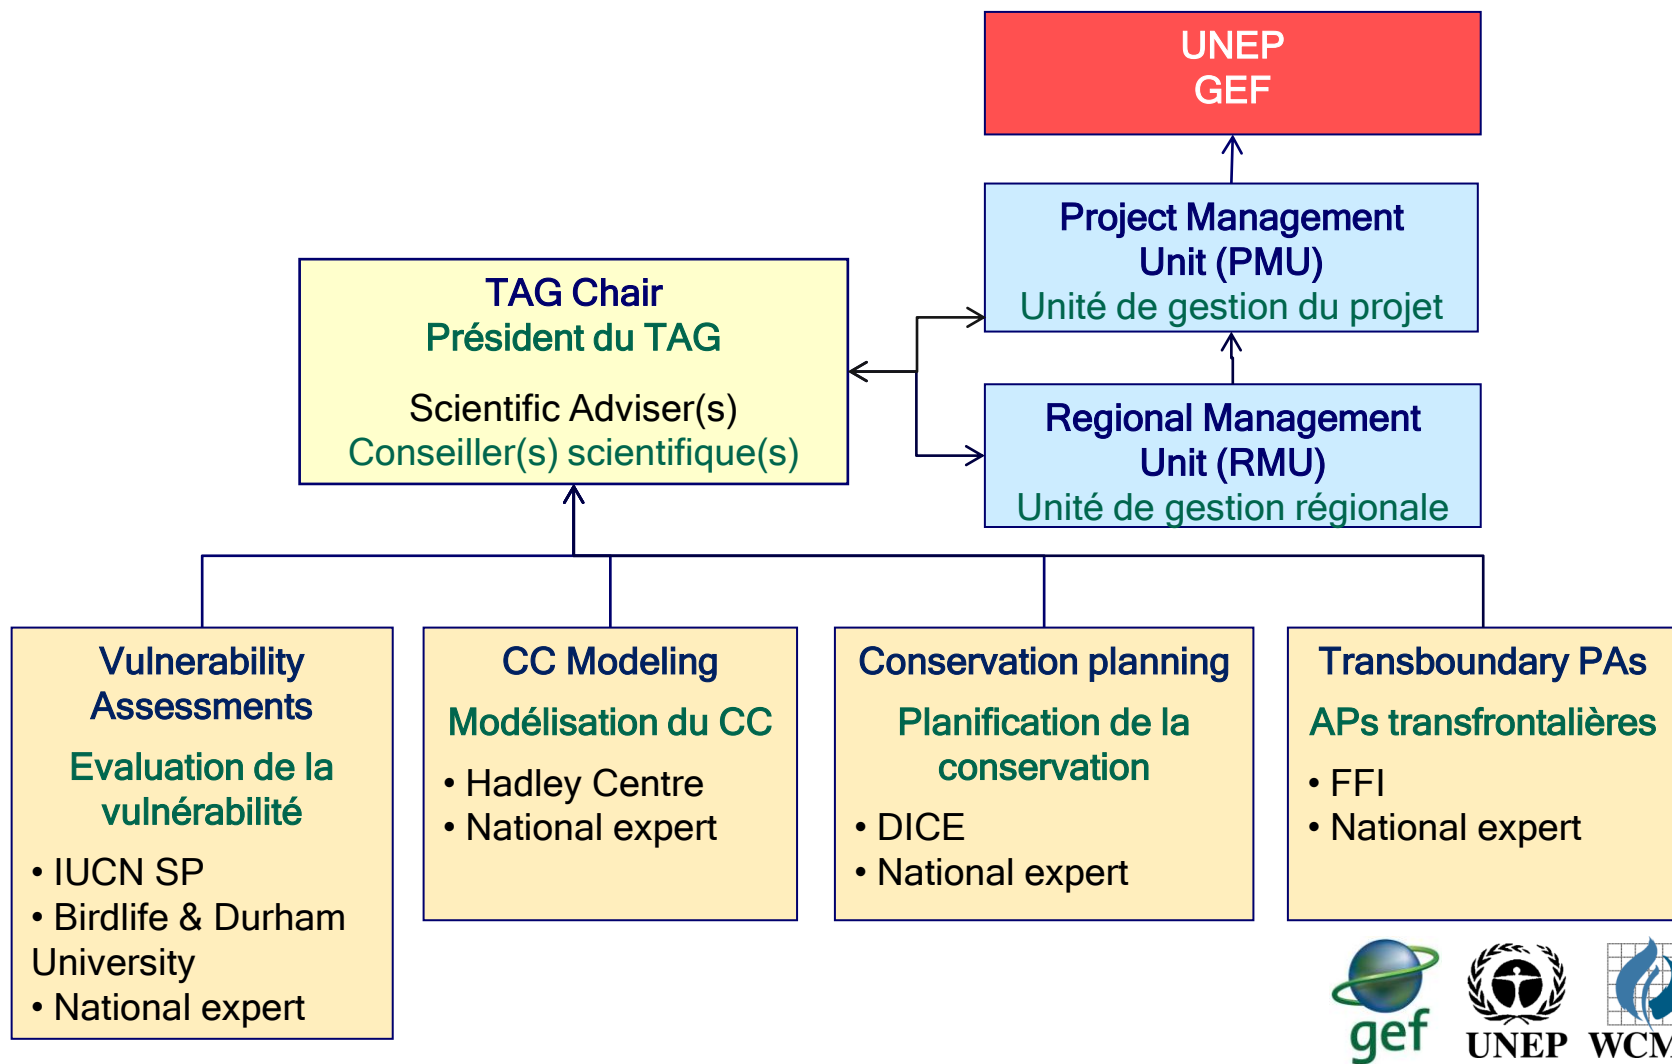 UNEP
GEF
Project Management
Unit (PMU)
Unité de gestion du projet
TAG Chair
Président du TAG
Scientific Adviser(s)
Conseiller(s) scientifique(s)
Regional Management
Unit (RMU)
Unité de gestion régionale
Vulnerability
Assessments
Evaluation de la
vulnérabilité
• IUCN SP
• Birdlife & Durham
University
• National expert
CC Modeling
Modélisation du CC
• Hadley Centre
• National expert
Conservation planning
Planification de la
conservation
• DICE
• National expert
Transboundary PAs
APs transfrontalières
• FFI
• National expert
gef
UNEP
WCM